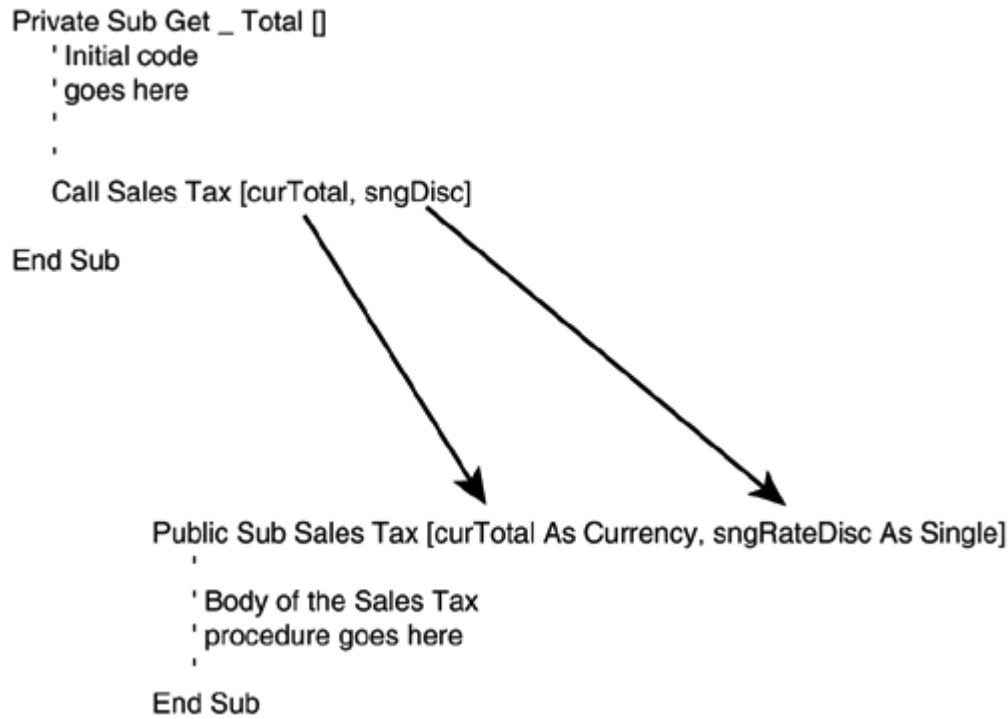 Private Sub Get _ Total []
' Initial code
' goes here
'
'
Call Sales Tax [curTotal, sngDisc]
End Sub
Public Sub Sales Tax [curTotal As Currency, sngRateDisc As Single]
'
' Body of the Sales Tax
' procedure goes here
'
End Sub